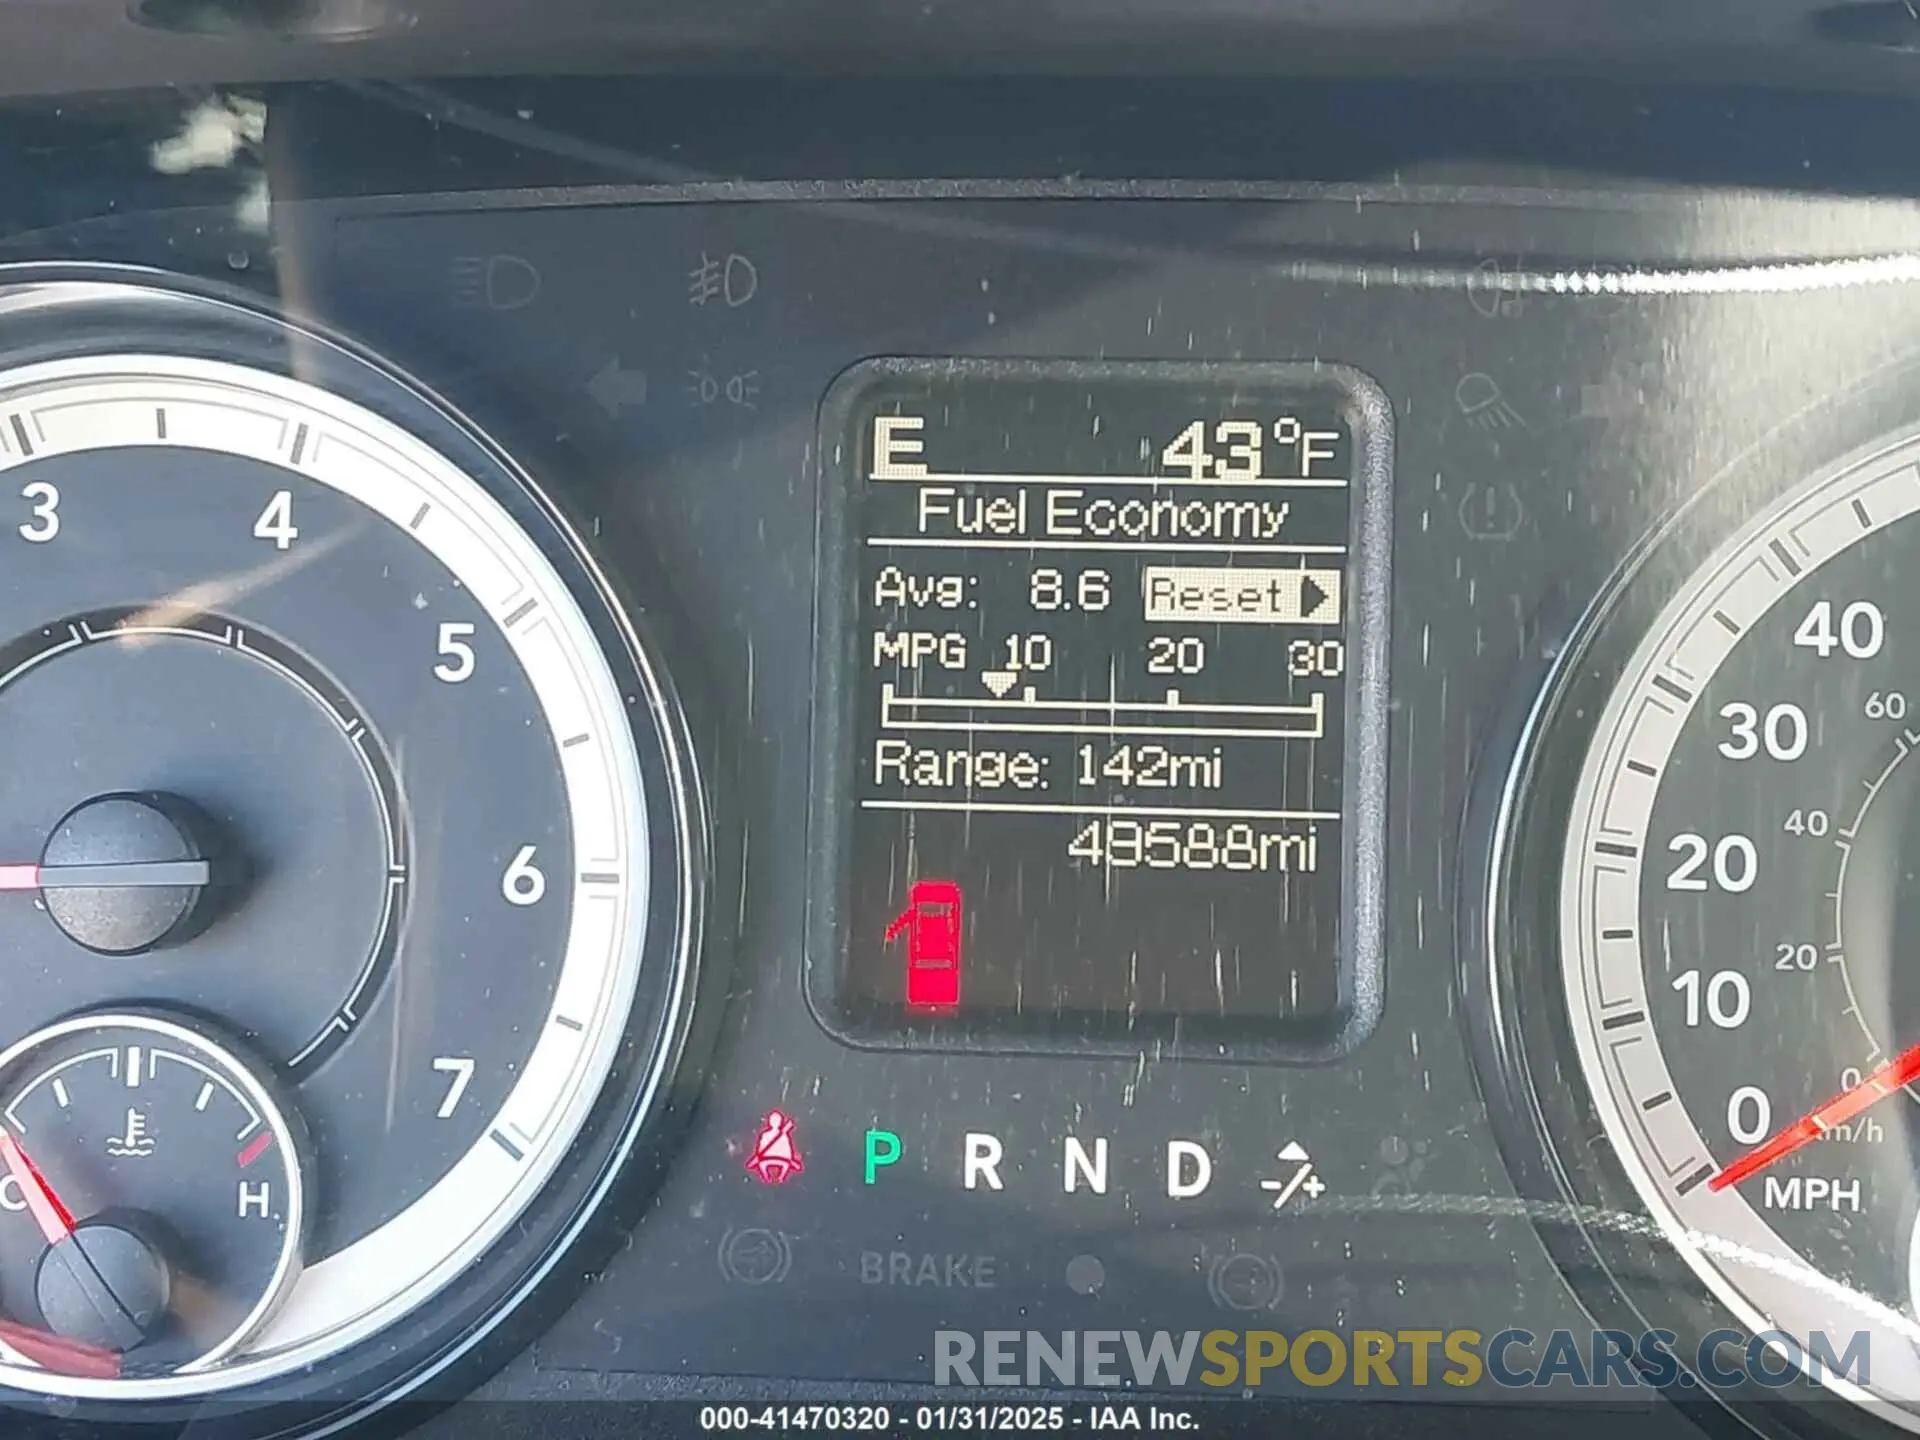 E 43°F
Fuel Economy
Avg: 8.6 Reset
MPG 10 20 30
Range: 142mi
49588mi
3 4 5 6 7
C H
40
30
20
10
0
60
40
20
0
km/h
MPH
P R N D -/+
BRAKE
RENEWSPORTSCARS.COM
000-41470320 - 01/31/2025 - IAA Inc.